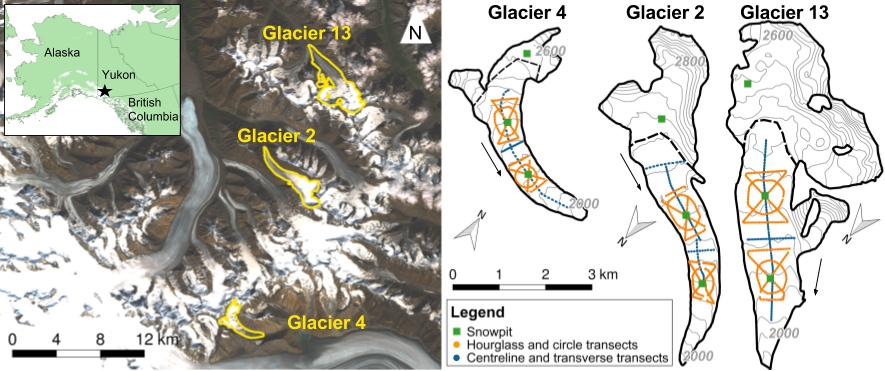 Alaska
Yukon
British
Columbia
Glacier 13
N
Glacier 2
Glacier 4
0 4 8 12 km
Glacier 4
Glacier 2
Glacier 13
2600
2000
N
2800
2000
N
2600
2000
N
0 1 2 3 km
Legend
Snowpit
Hourglass and circle transects
Centreline and transverse transects